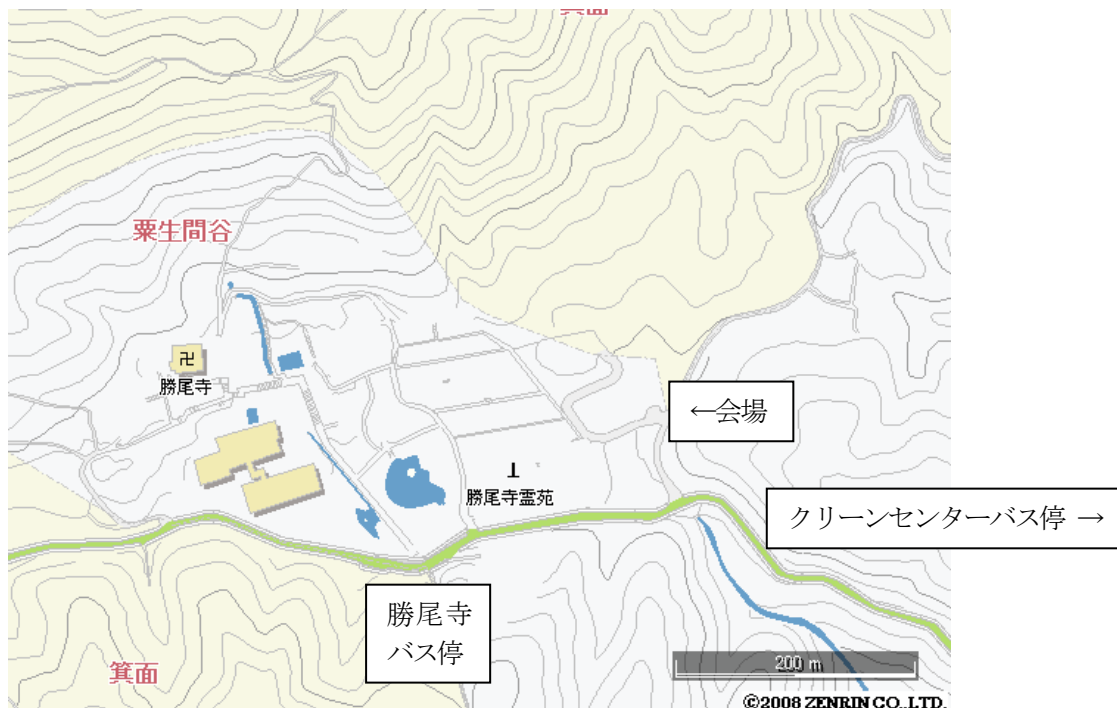 箕面
粟生間谷
卍
勝尾寺
←会場
勝尾寺霊苑
クリーンセンターバス停 →
勝尾寺
バス停
箕面
200 m
©2008 ZENRIN CO.,LTD.